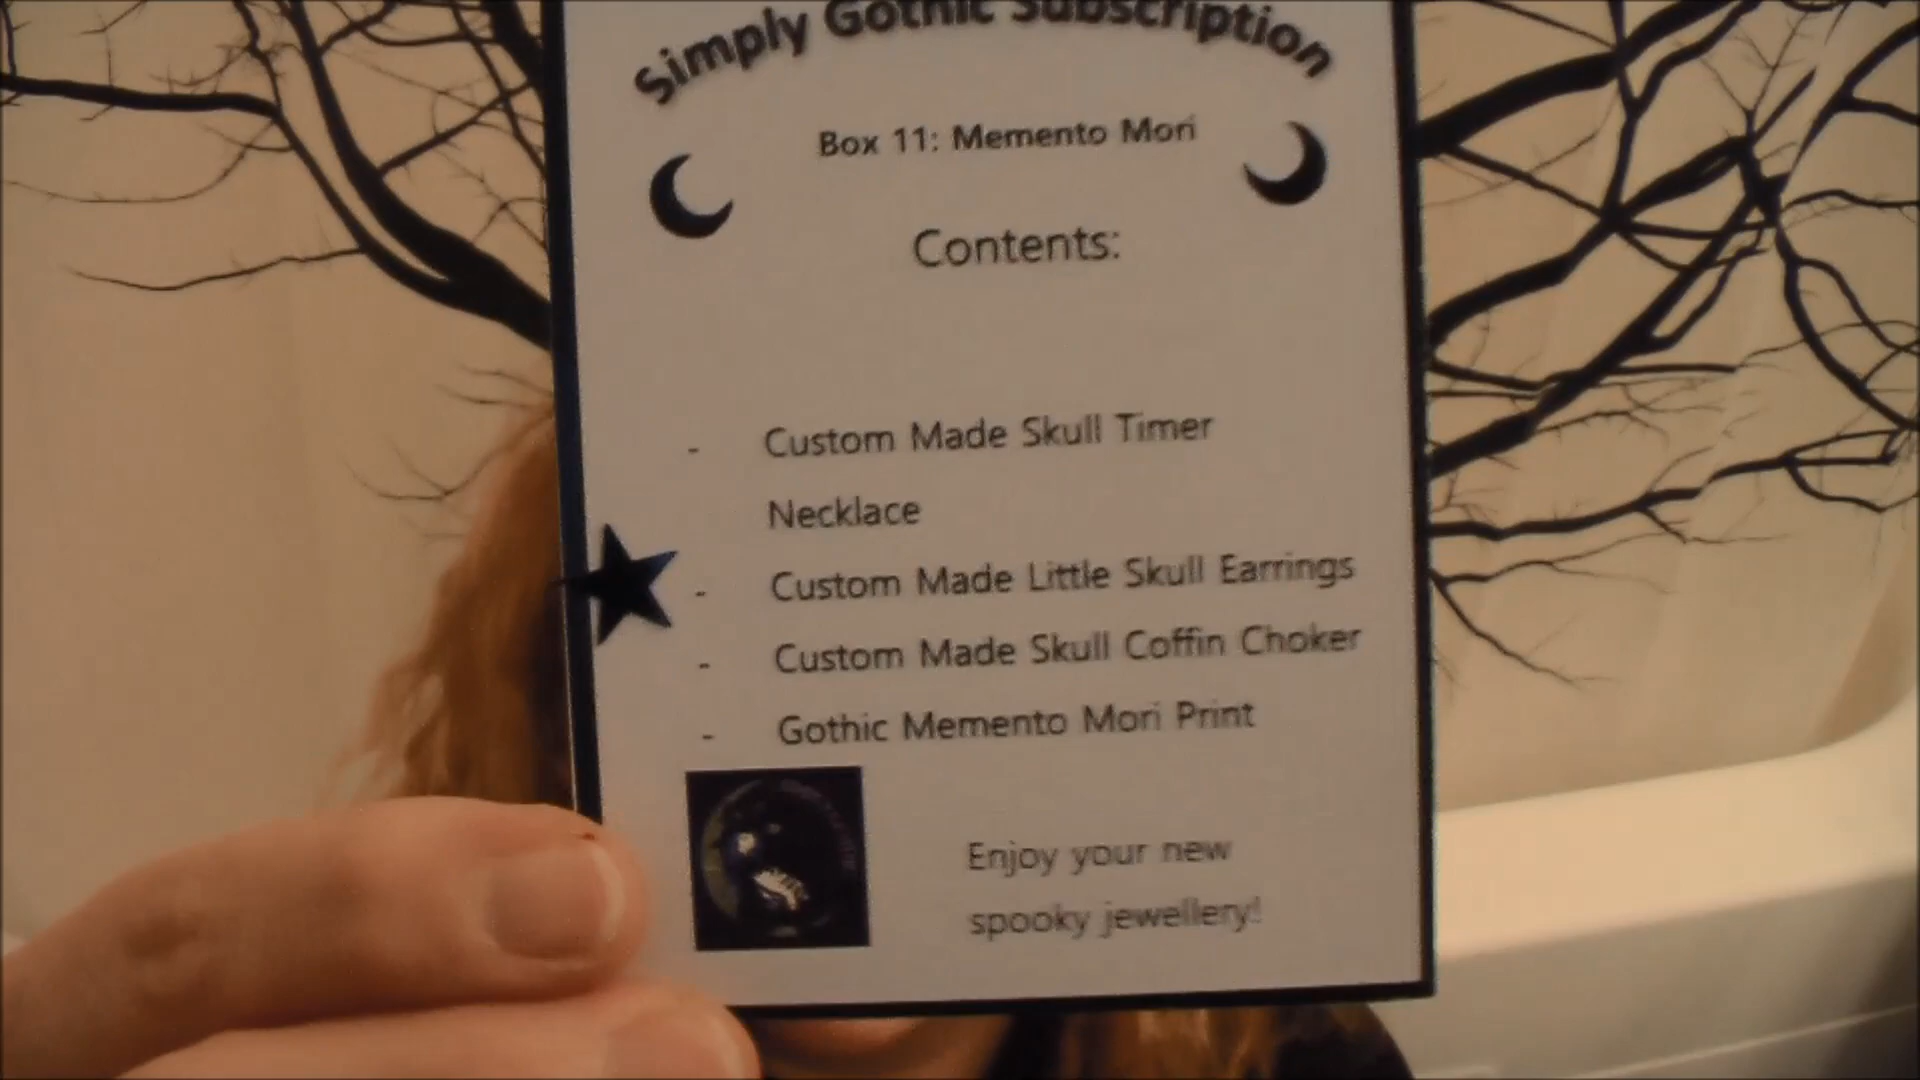 Simply Gothic Subscription
Box 11: Memento Mori
Contents:
- Custom Made Skull Timer
Necklace
- Custom Made Little Skull Earrings
- Custom Made Skull Coffin Choker
- Gothic Memento Mori Print
Enjoy your new
spooky jewellery!